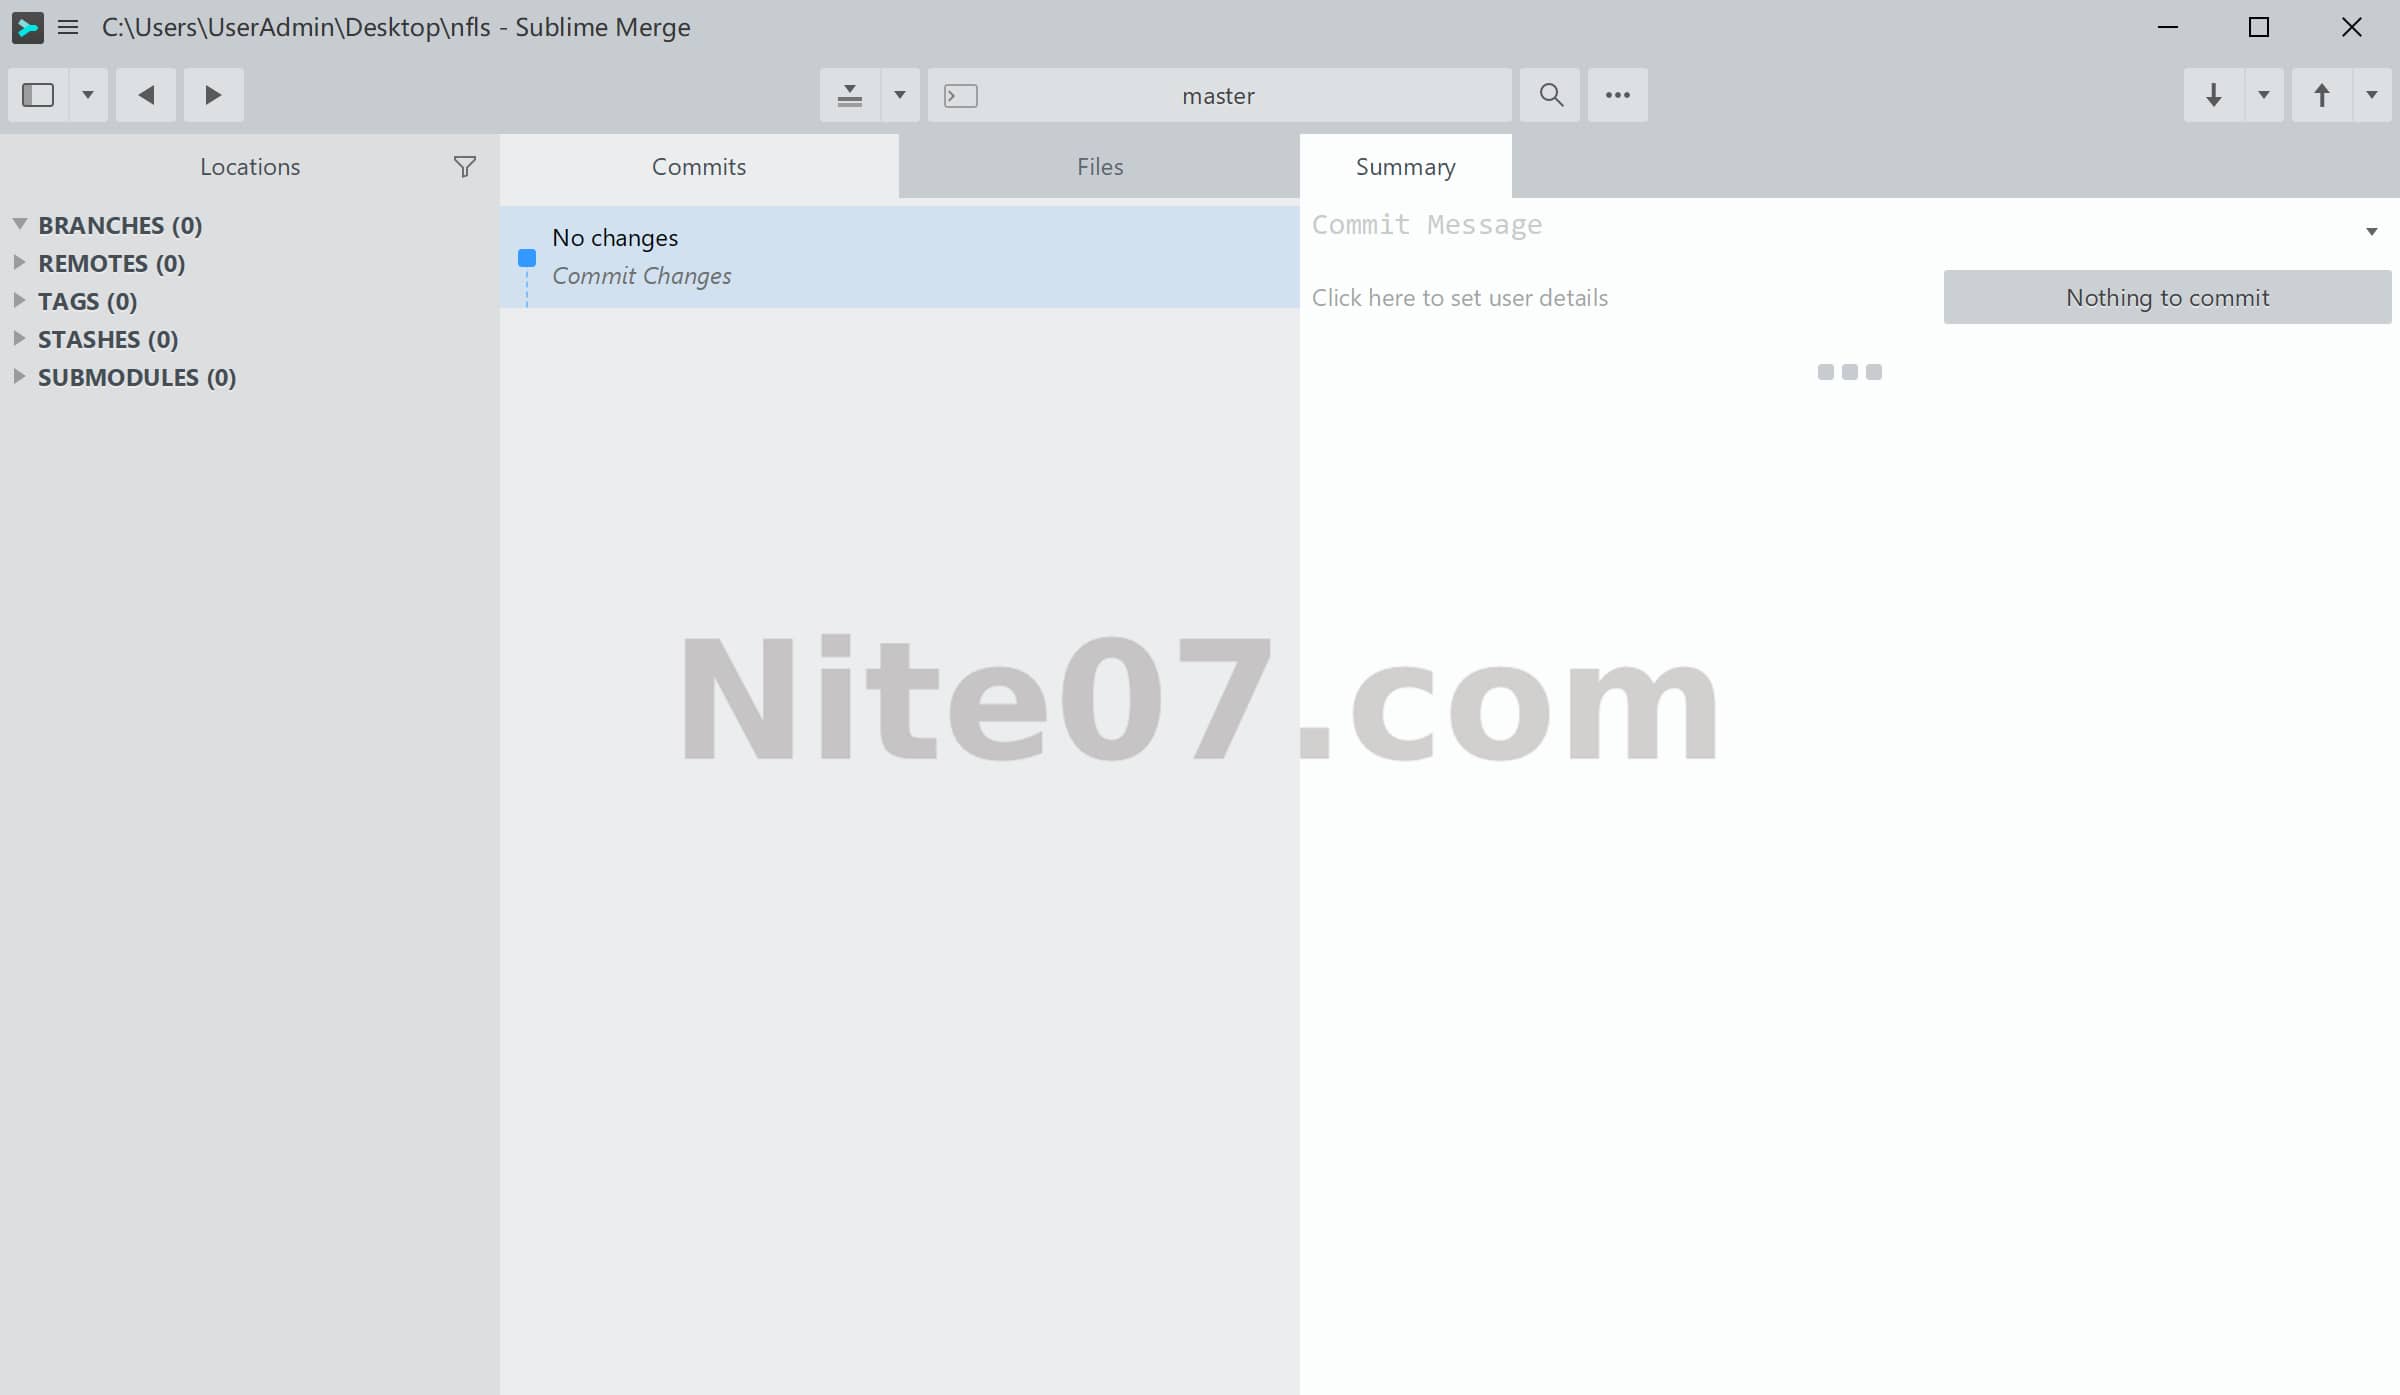 C:\Users\UserAdmin\Desktop\nfls - Sublime Merge
master
Locations
Commits
Files
Summary
BRANCHES (0)
REMOTES (0)
TAGS (0)
STASHES (0)
SUBMODULES (0)
No changes
Commit Changes
Commit Message
Click here to set user details
Nothing to commit
Nite07.com